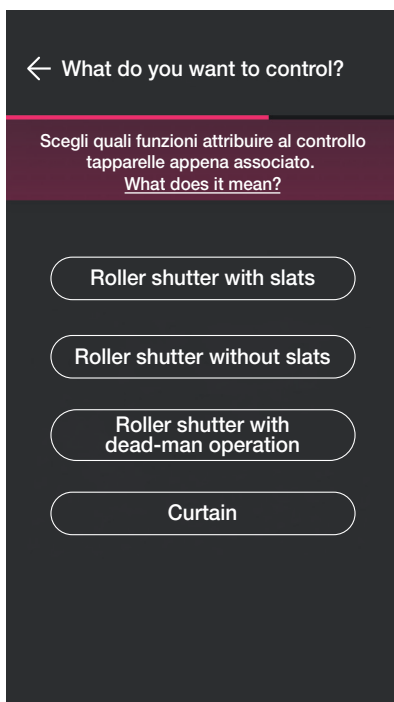 What do you want to control?
Scegli quali funzioni attribuire al controllo
tapparelle appena associato.
What does it mean?
Roller shutter with slats
Roller shutter without slats
Roller shutter with
dead-man operation
Curtain